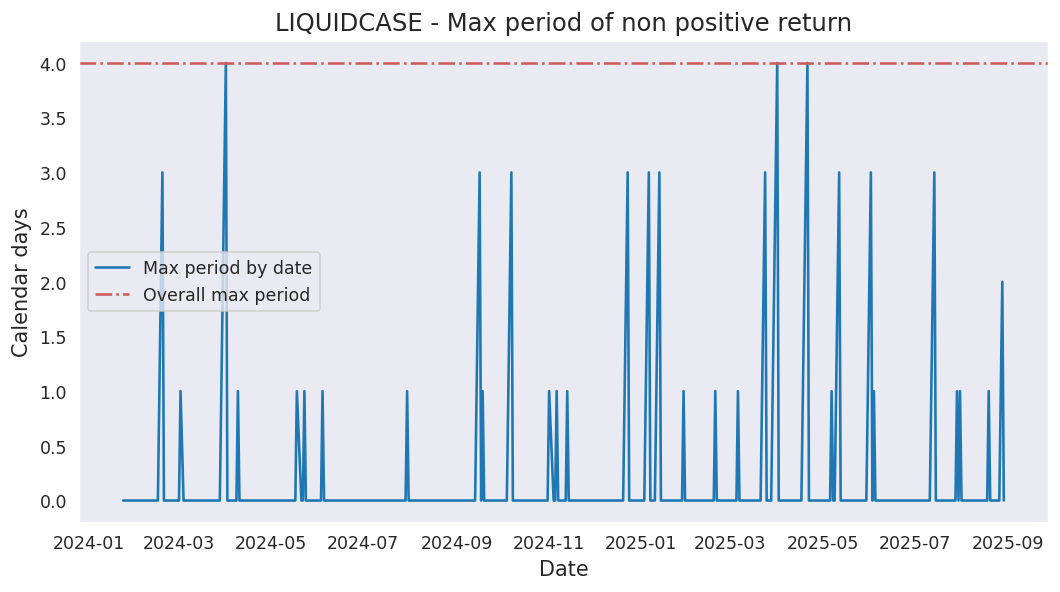 LIQUIDCASE - Max period of non positive return
4.0
3.5
3.0
2.5
2.0
1.5
1.0
0.5
0.0
Calendar days
Max period by date
Overall max period
2024-01 2024-03 2024-05 2024-07 2024-09 2024-11 2025-01 2025-03 2025-05 2025-07 2025-09
Date